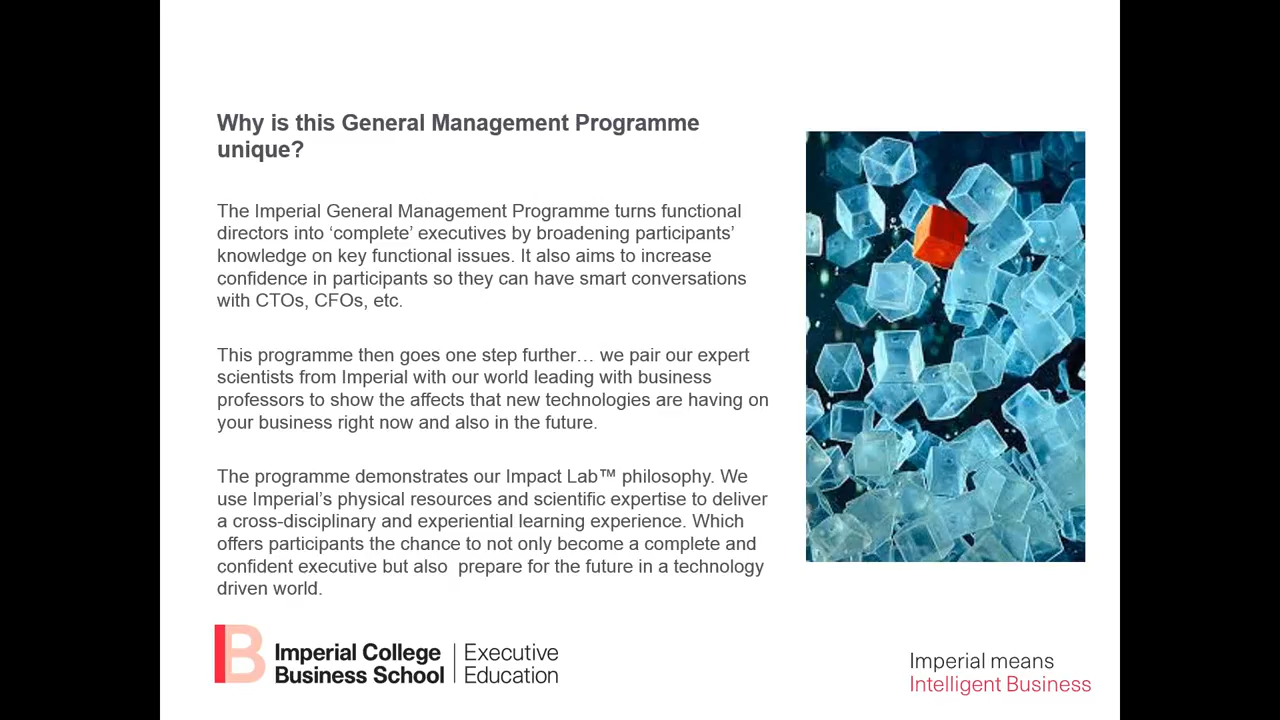 Why is this General Management Programme
unique?
The Imperial General Management Programme turns functional
directors into ‘complete’ executives by broadening participants’
knowledge on key functional issues. It also aims to increase
confidence in participants so they can have smart conversations
with CTOs, CFOs, etc.
This programme then goes one step further… we pair our expert
scientists from Imperial with our world leading with business
professors to show the affects that new technologies are having on
your business right now and also in the future.
The programme demonstrates our Impact Lab™ philosophy. We
use Imperial’s physical resources and scientific expertise to deliver
a cross-disciplinary and experiential learning experience. Which
offers participants the chance to not only become a complete and
confident executive but also  prepare for the future in a technology
driven world.
B
Imperial College
Business School
Executive
Education
Imperial means
Intelligent Business